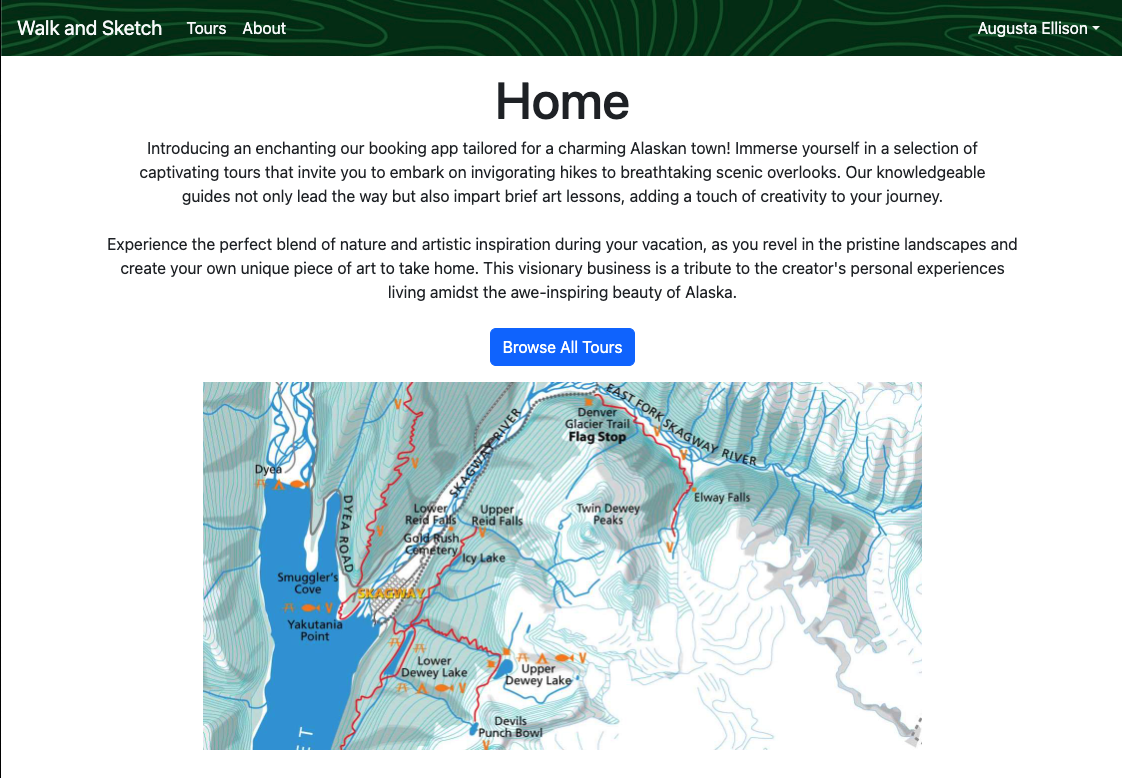 Walk and Sketch Tours About Augusta Ellison
Home
Introducing an enchanting our booking app tailored for a charming Alaskan town! Immerse yourself in a selection of
captivating tours that invite you to embark on invigorating hikes to breathtaking scenic overlooks. Our knowledgeable
guides not only lead the way but also impart brief art lessons, adding a touch of creativity to your journey.
Experience the perfect blend of nature and artistic inspiration during your vacation, as you revel in the pristine landscapes and
create your own unique piece of art to take home. This visionary business is a tribute to the creator's personal experiences
living amidst the awe-inspiring beauty of Alaska.
Browse All Tours
EAST FORK SKAGWAY RIVER
Denver
Glacier Trail
Flag Stop
SKAGWAY RIVER
Dyea
DYEA ROAD
Elway Falls
Lower
Reid Falls
Upper
Reid Falls
Twin Dewey
Peaks
Gold Rush
Cemetery
Icy Lake
Smuggler's
Cove
SKAGWAY
Yakutania
Point
Lower
Dewey Lake
Upper
Dewey Lake
Devils
Punch Bowl